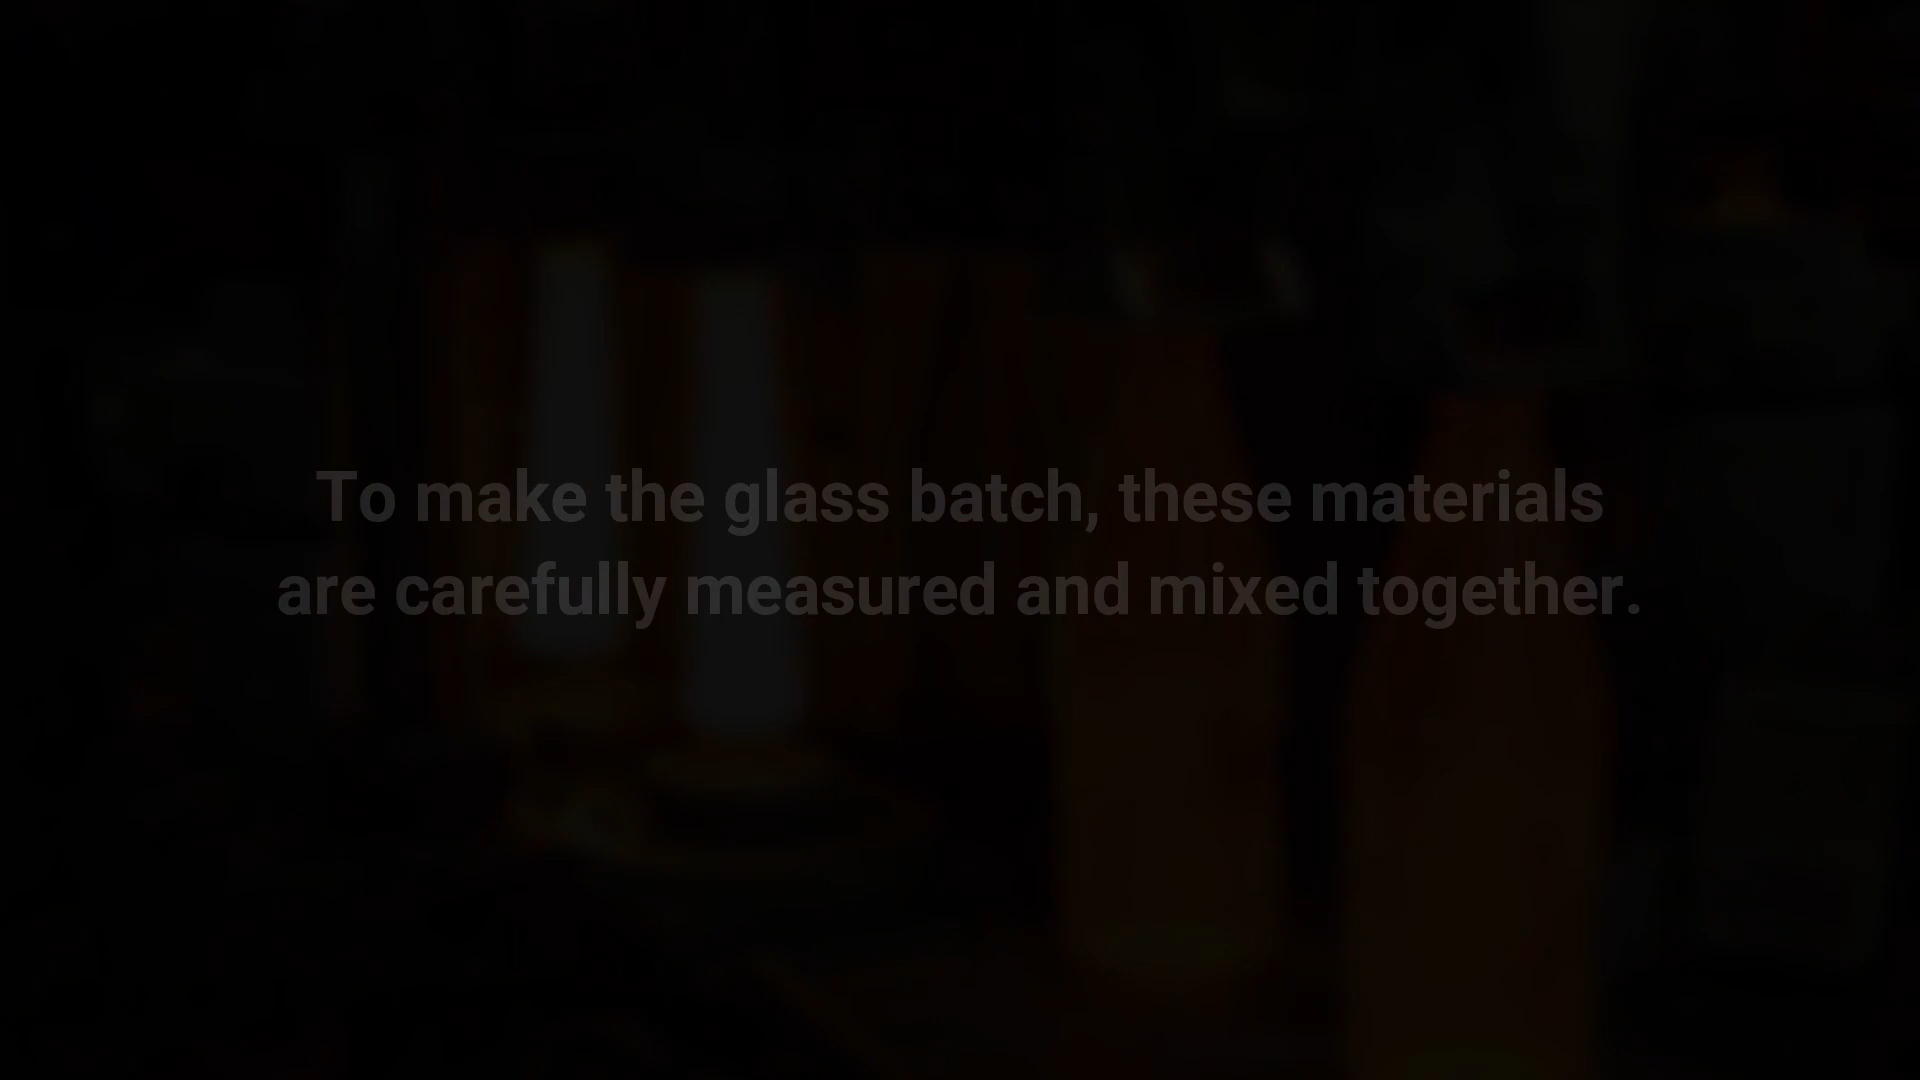 To make the glass batch, these materials
are carefully measured and mixed together.